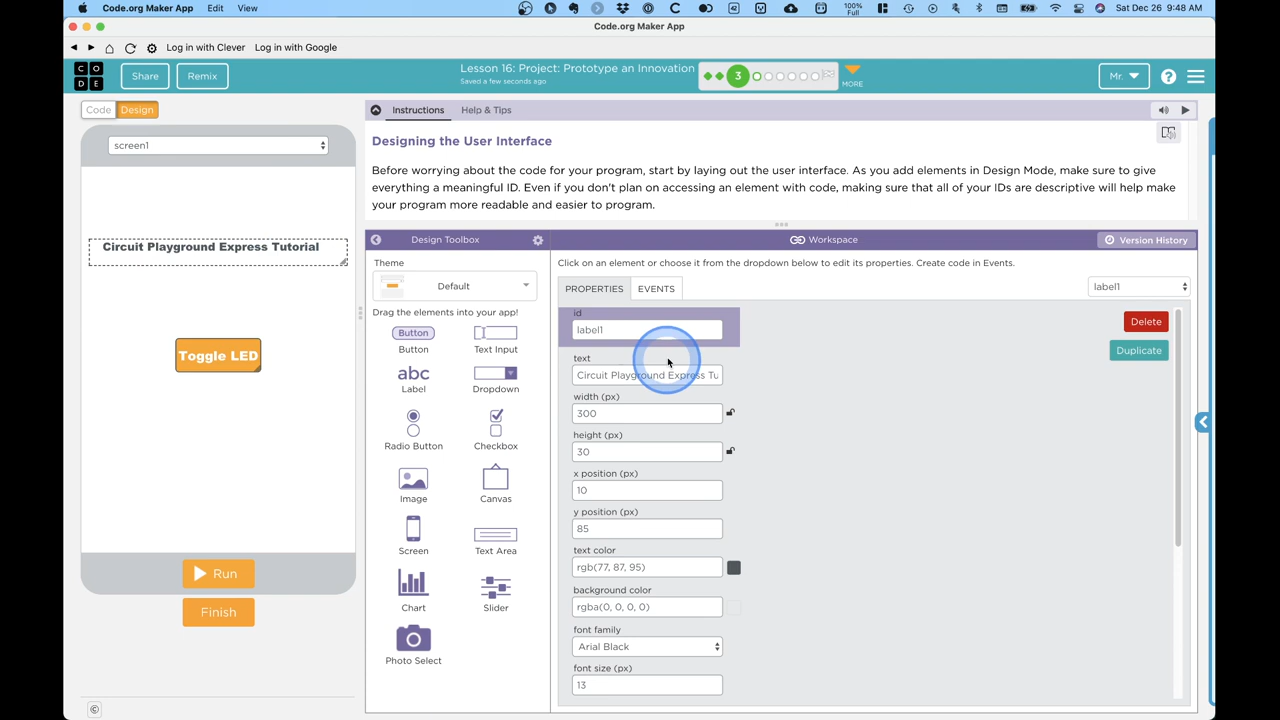 Code.org Maker App Edit View
100% Full
Sat Dec 26 9:48 AM
Code.org Maker App
Log in with Clever Log in with Google
C O D E
Share Remix
Lesson 16: Project: Prototype an Innovation
Saved a few seconds ago
3
MORE
Mr.
?
Code Design
Instructions Help & Tips
screen1
Designing the User Interface
Before worrying about the code for your program, start by laying out the user interface. As you add elements in Design Mode, make sure to give
everything a meaningful ID. Even if you don't plan on accessing an element with code, making sure that all of your IDs are descriptive will help make
your program more readable and easier to program.
Circuit Playground Express Tutorial
Toggle LED
Run
Finish
©
Design Toolbox
Workspace
Version History
Theme
Default
Drag the elements into your app!
Button
Button
Text Input
abc
Label
Dropdown
Radio Button
Checkbox
Image
Canvas
Screen
Text Area
Chart
Slider
Photo Select
Click on an element or choose it from the dropdown below to edit its properties. Create code in Events.
PROPERTIES EVENTS
label1
id
label1
Delete
Duplicate
text
Circuit Playground Express Tu
width (px)
300
height (px)
30
x position (px)
10
y position (px)
85
text color
rgb(77, 87, 95)
background color
rgba(0, 0, 0, 0)
font family
Arial Black
font size (px)
13